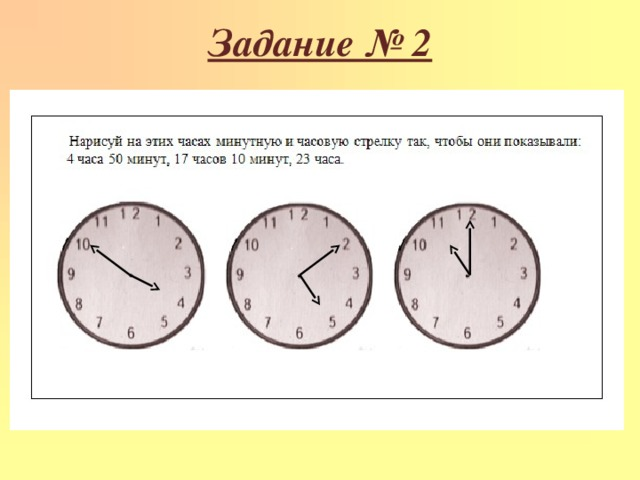 Задание № 2
Нарисуй на этих часах минутную и часовую стрелку так, чтобы они показывали:
4 часа 50 минут, 17 часов 10 минут, 23 часа.
11 12 1
10 2
9 3
8 4
7 6 5
11 12 1
10 2
9 3
8 4
7 6 5
11 12 1
10 2
9 3
8 4
7 6 5